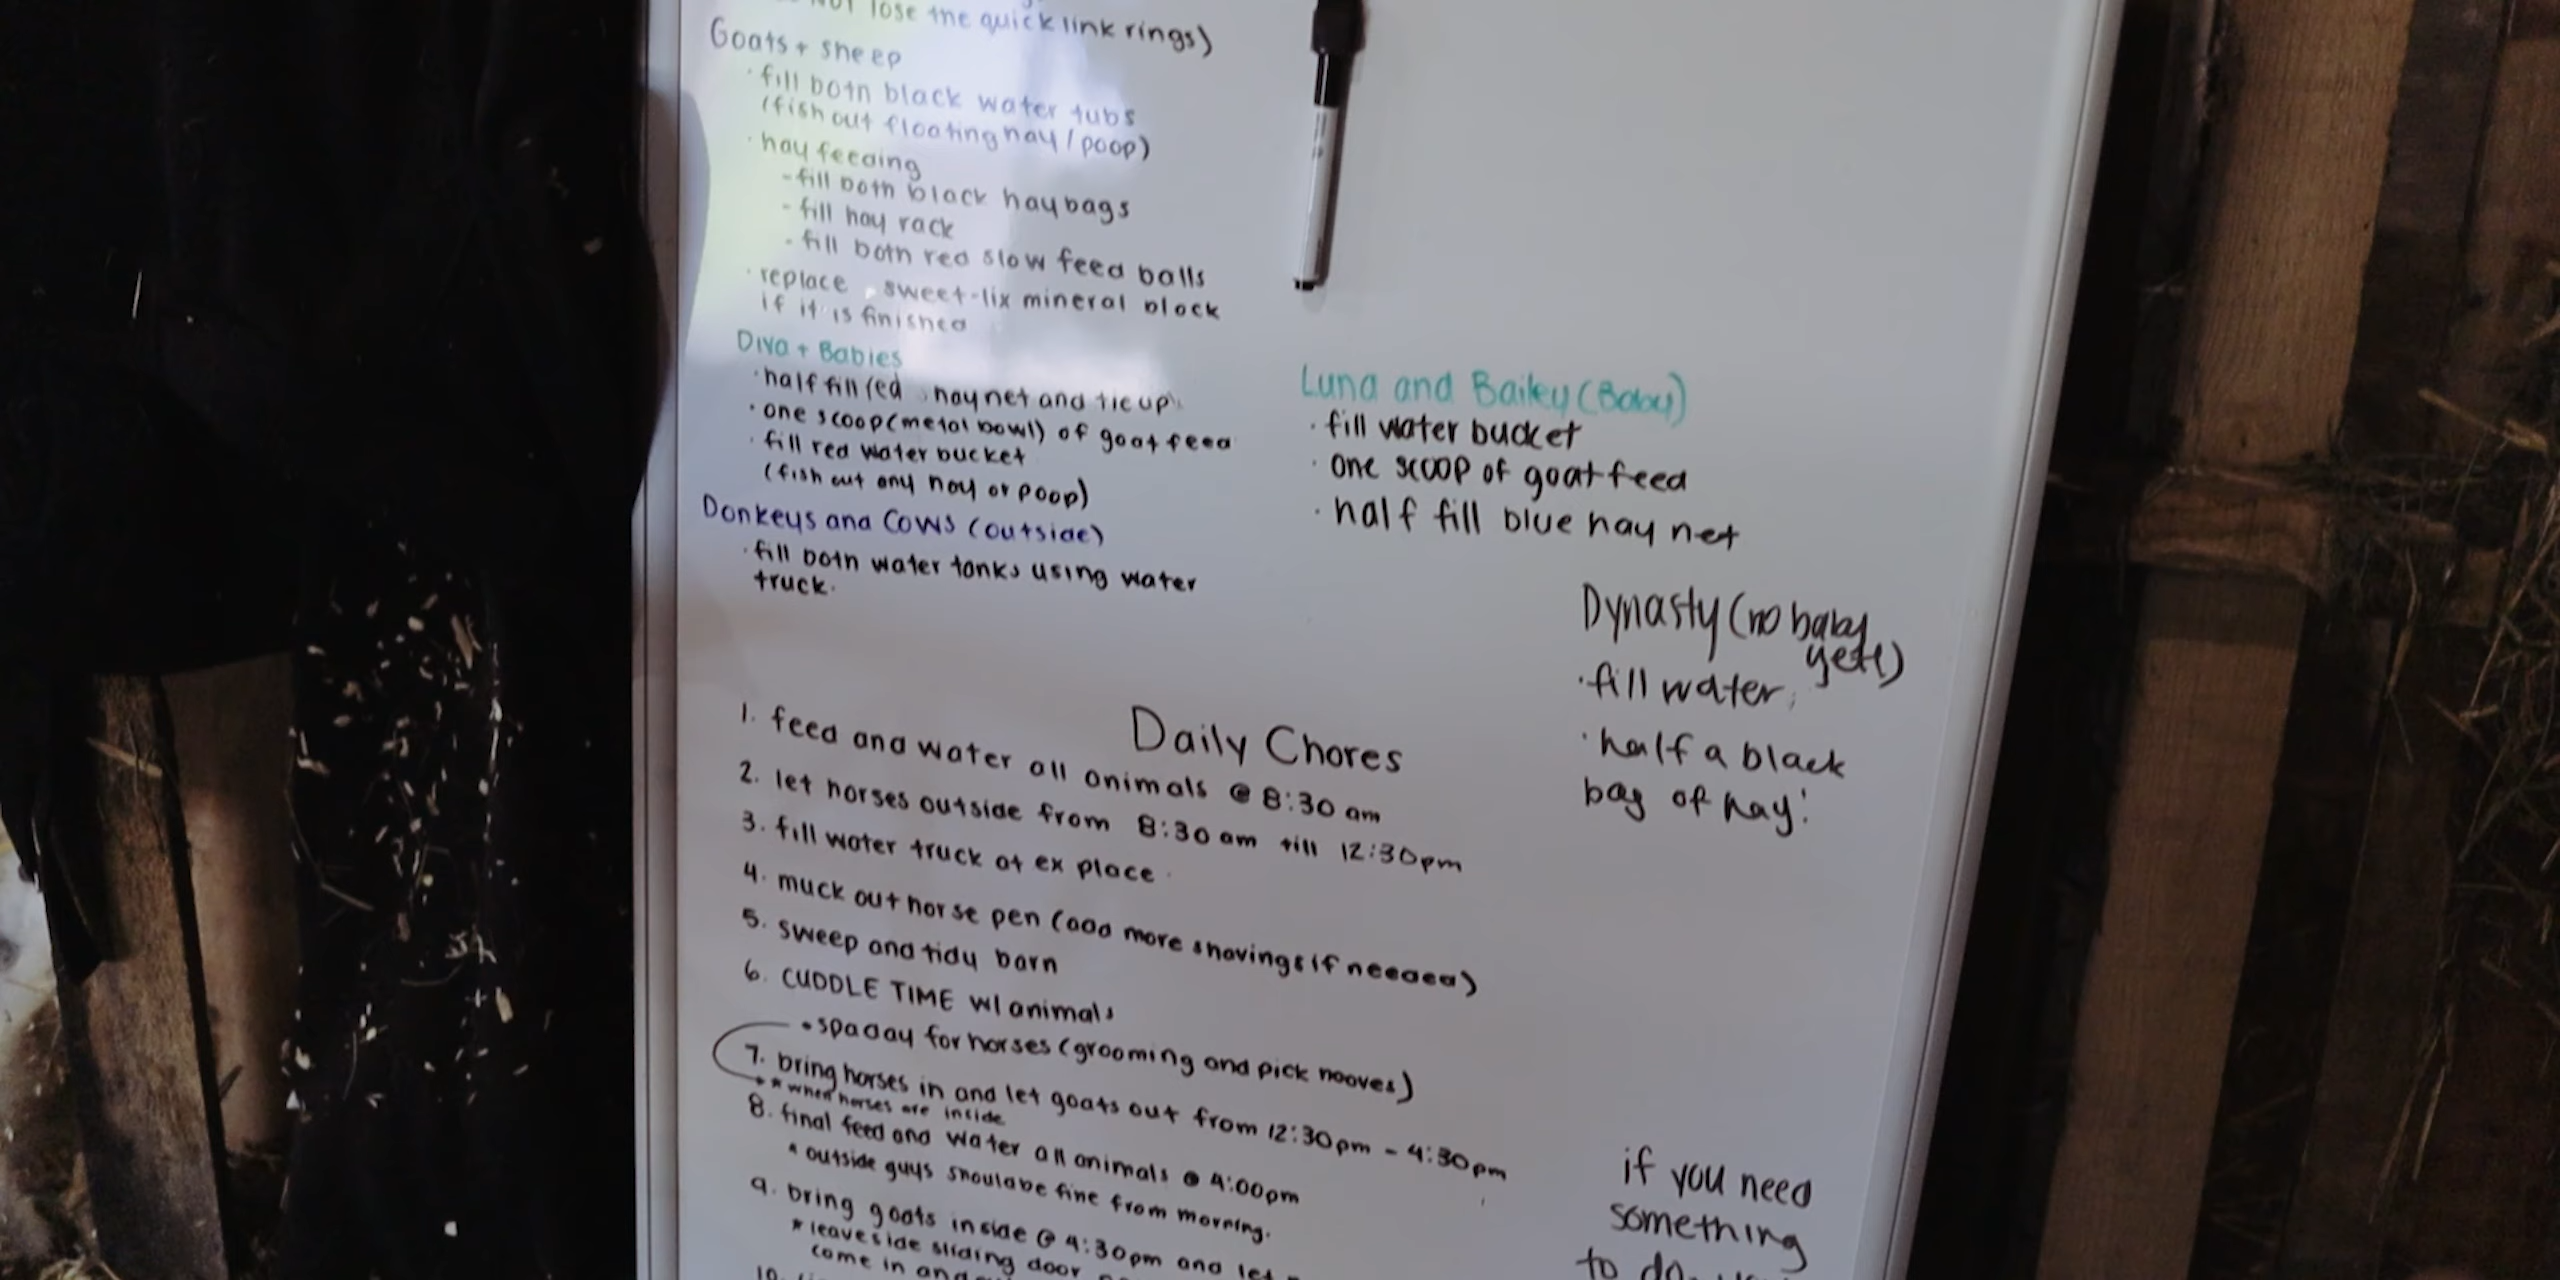 NOT lose the quick link rings)
Goats + sheep
· fill both black water tubs
(fish out floating hay / poop)
· hay feeding
- fill both black hay bags
- fill hay rack
- fill both red slow feed balls
· replace sweet-lix mineral block
if it is finished
Diva + Babies
· half fill red hay net and tie up
· one scoop (metal bowl) of goat feed
· fill red water bucket
(fish out any hay or poop)
Donkeys and Cows (outside)
· fill both water tanks using water
truck.
Luna and Bailey (Baby)
· fill water bucket
· one scoop of goat feed
· half fill blue hay net
Dynasty (no baby
yet!)
· fill water
· half a black
bag of hay!
Daily Chores
1. feed and water all animals @ 8:30 am
2. let horses outside from 8:30 am till 12:30pm
3. fill water truck at ex place
4. muck out horse pen (add more shavings if needed)
5. sweep and tidy barn
6. CUDDLE TIME w/ animals
• spa day for horses (grooming and pick hooves)
7. bring horses in and let goats out from 12:30pm - 4:30pm
** when horses are inside
8. final feed and water all animals @ 4:00pm
* outside guys should be fine from morning.
9. bring goats inside @ 4:30pm and let
* leave side sliding door
come in and
10.
if you need
something
to do